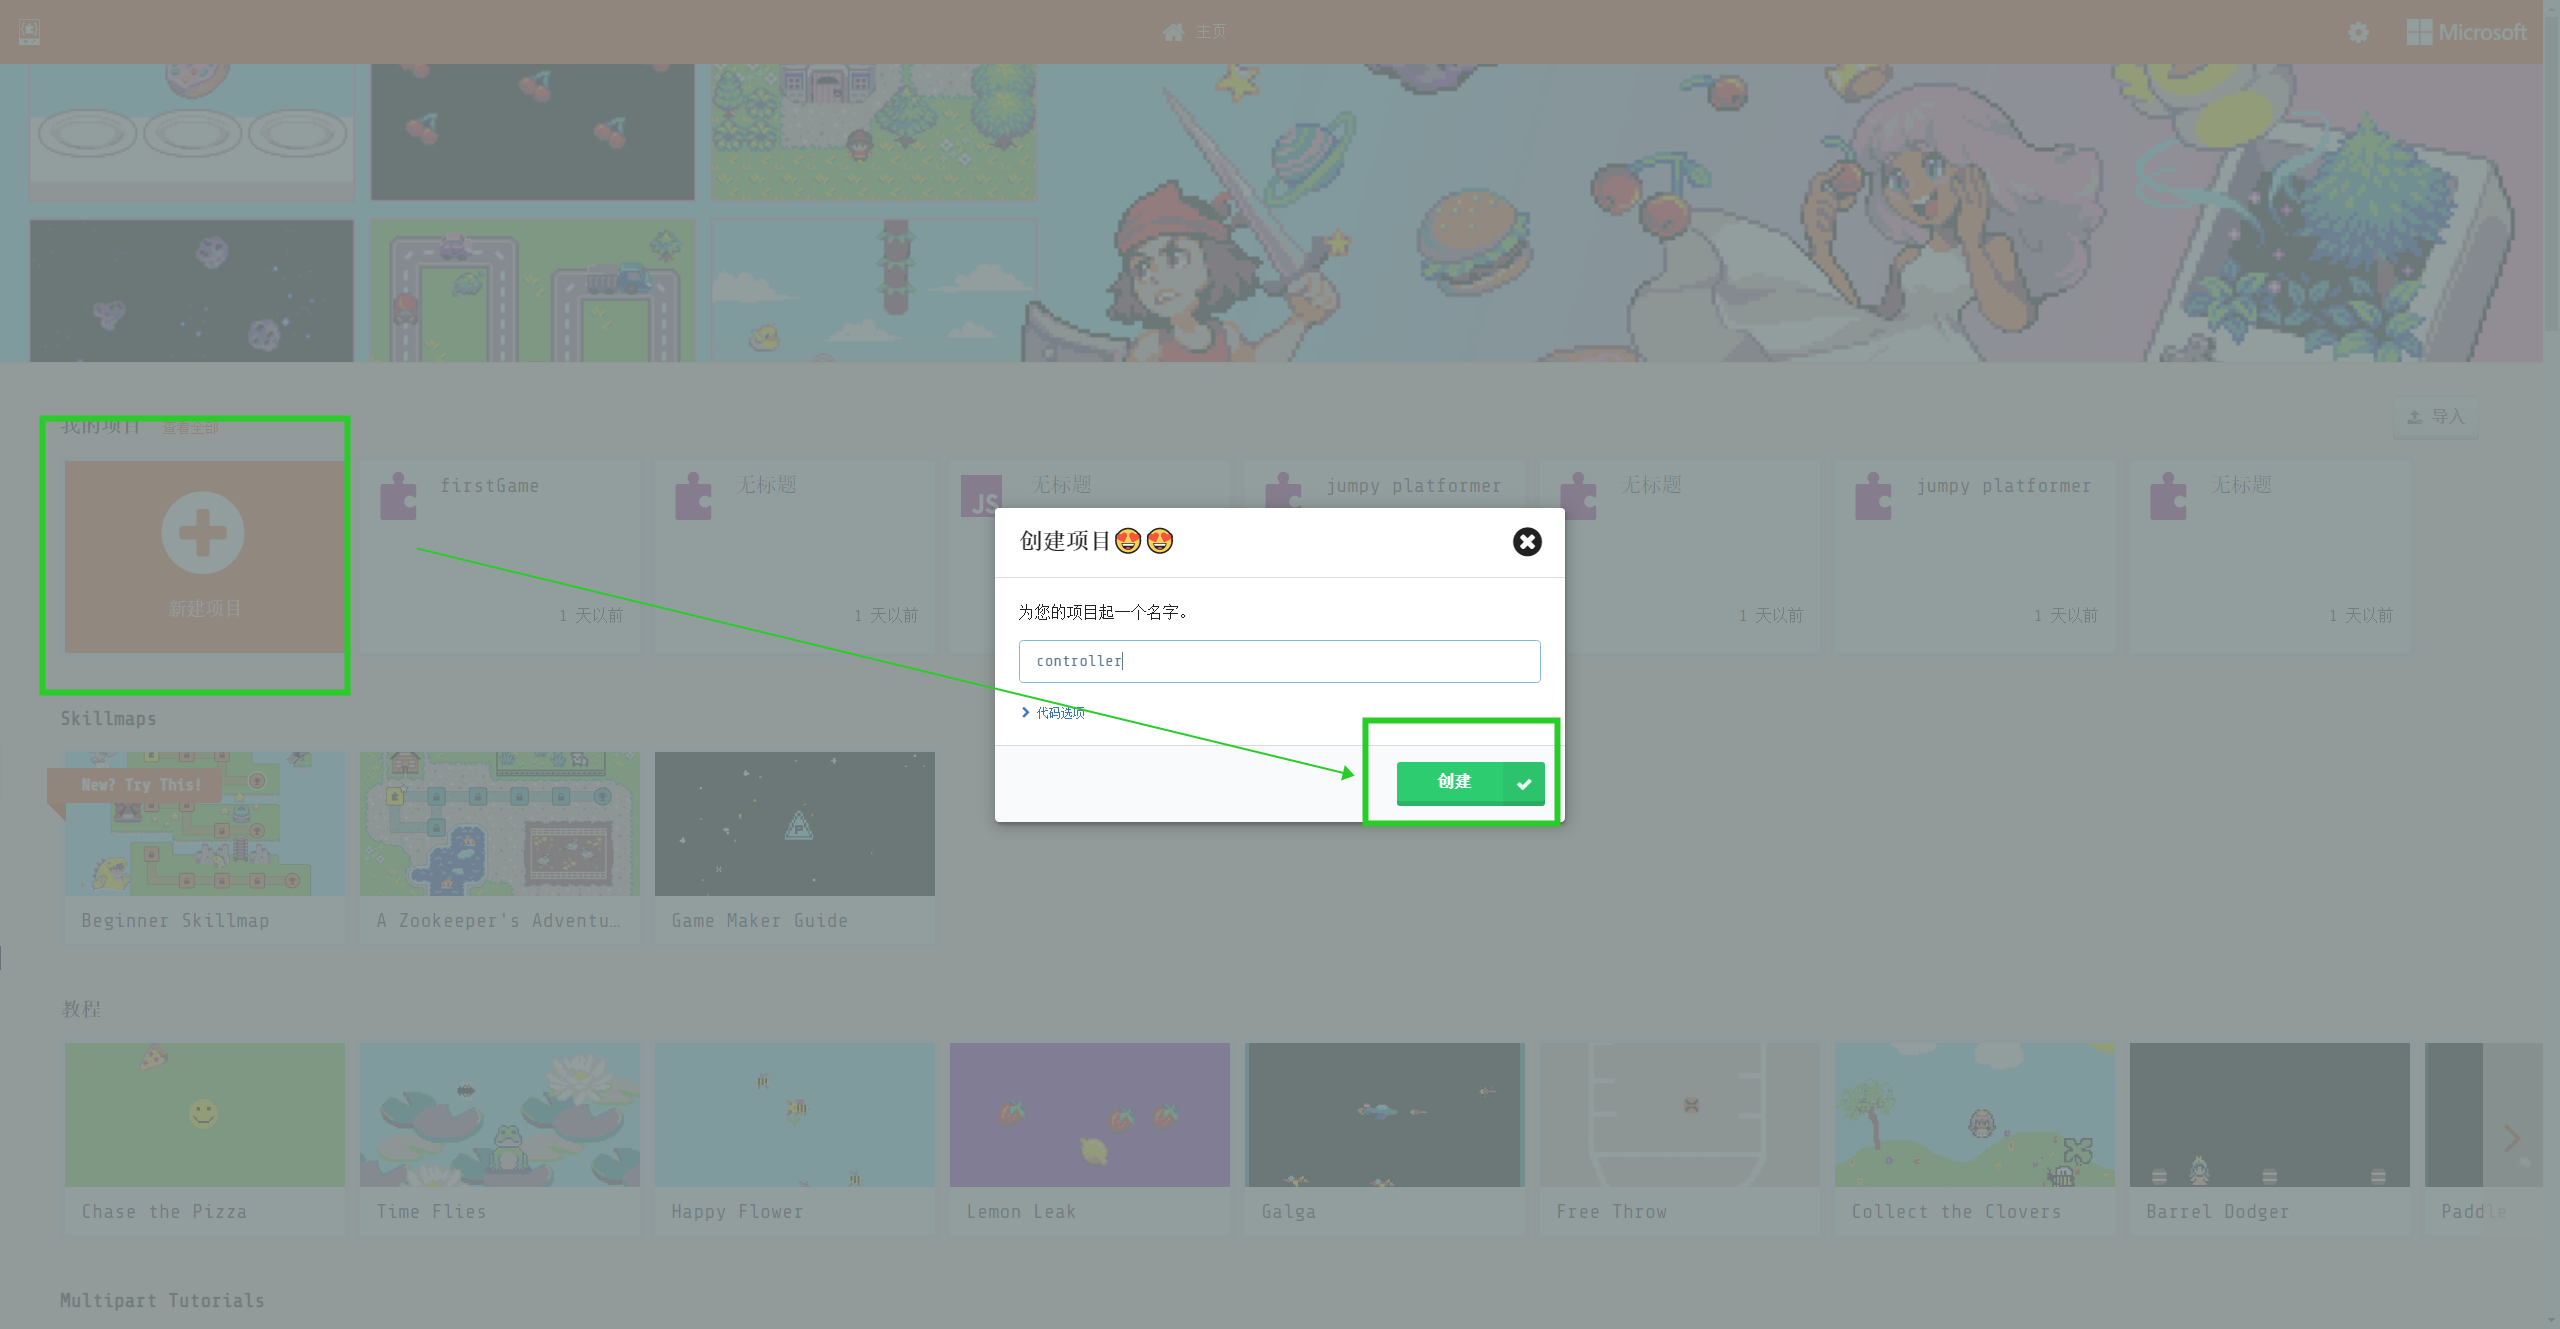 主页
Microsoft
我的项目 查看全部
导入
新建项目
firstGame
1 天以前
无标题
1 天以前
JS
无标题
jumpy platformer
无标题
1 天以前
jumpy platformer
1 天以前
无标题
1 天以前
创建项目😍😍
为您的项目起一个名字。
controller
代码选项
创建
Skillmaps
New? Try This!
Beginner Skillmap
A Zookeeper's Adventu...
Game Maker Guide
教程
Chase the Pizza
Time Flies
Happy Flower
Lemon Leak
Galga
Free Throw
Collect the Clovers
Barrel Dodger
Paddle
Multipart Tutorials